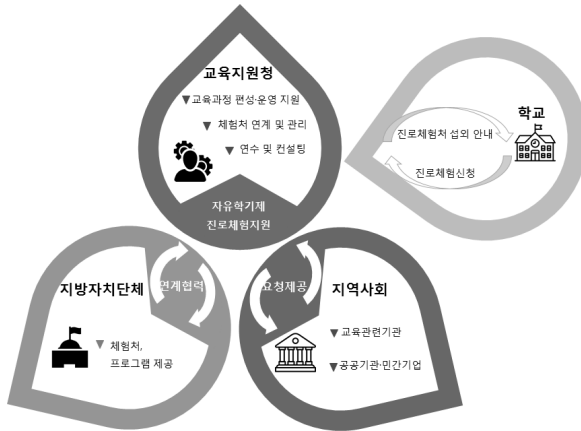 교육지원청
▼교육과정 편성·운영 지원
▼ 체험처 연계 및 관리
▼ 연수 및 컨설팅
자유학기제
진로체험지원
학교
진로체험처 섭외 안내
진로체험신청
지방자치단체
연계협력
▼ 체험처,
프로그램 제공
요청제공
지역사회
▼교육관련기관
▼공공기관·민간기업